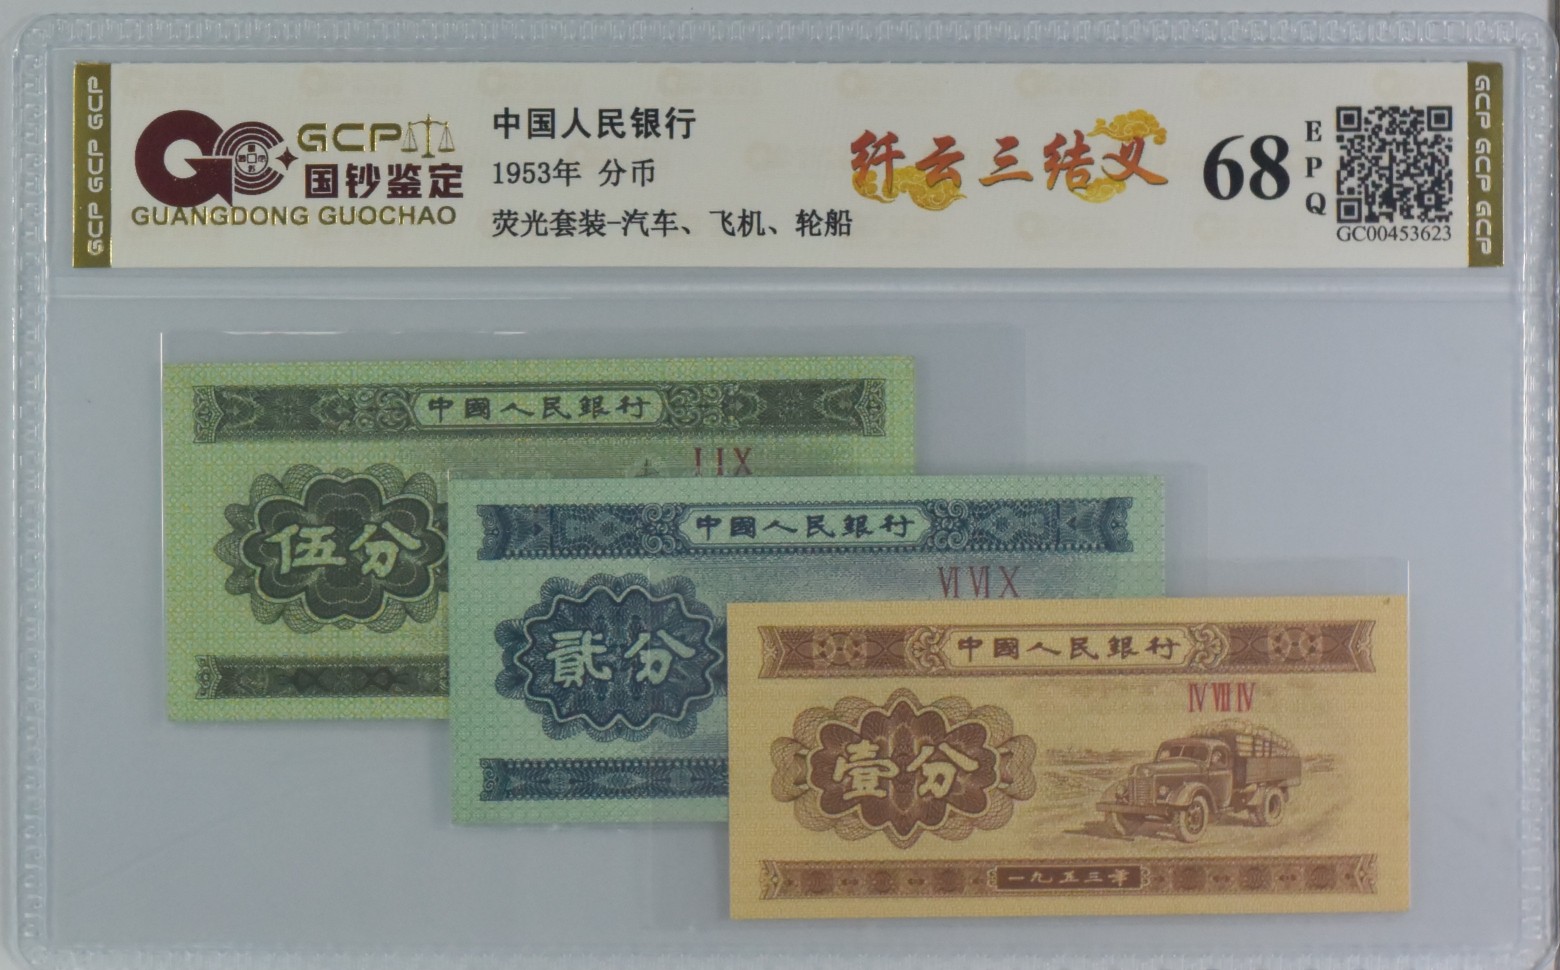 GCP GCP GCP
GCP
国钞鉴定
GUANGDONG GUOCHAO
中国人民银行
1953年 分币
荧光套装-汽车、飞机、轮船
纤云三结义
68
EPQ
GC00453623
GCP GCP GCP
中國人民銀行
IIX
伍分
中國人民銀行
VI VI X
貳分
中國人民銀行
IV VII IV
壹分
一九五三年